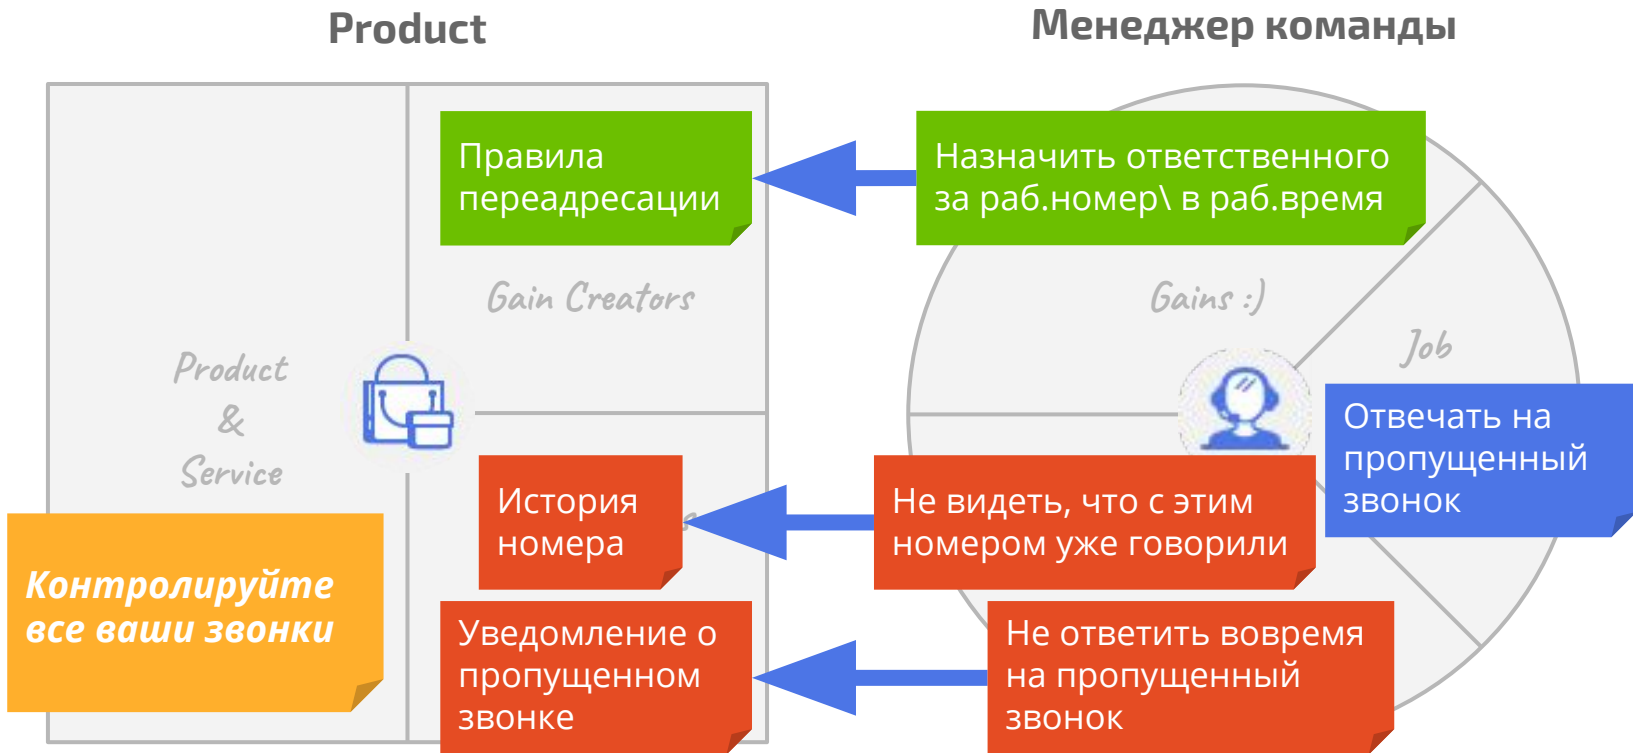 Product
Менеджер команды
Правила
переадресации
Назначить ответственного
за раб.номер\ в раб.время
Gain Creators
Gains :)
Job
Product
&
Service
Отвечать на
пропущенный
звонок
История
номера
Не видеть, что с этим
номером уже говорили
Контролируйте
все ваши звонки
Уведомление о
пропущенном
звонке
Не ответить вовремя
на пропущенный
звонок